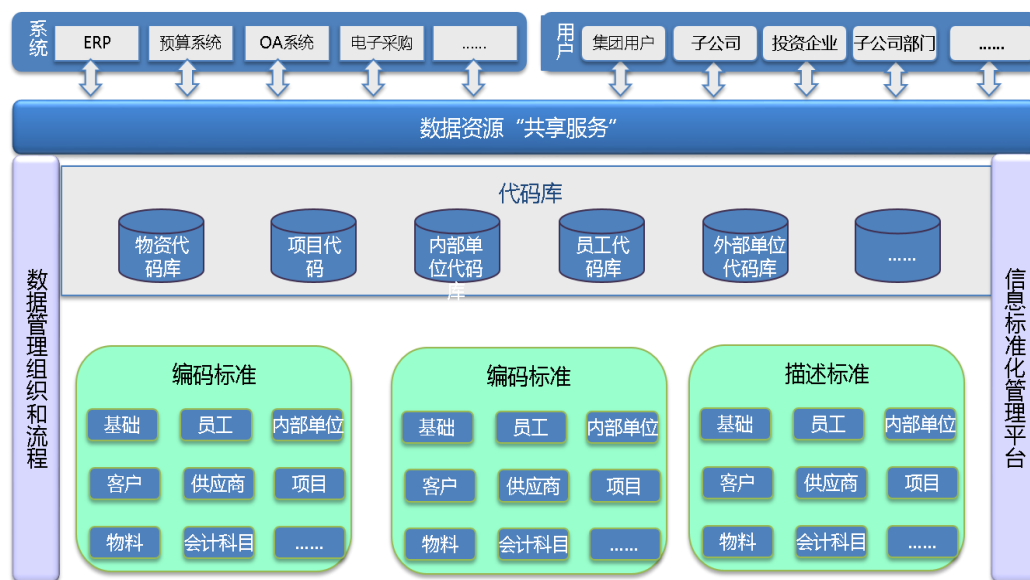 系统
ERP
预算系统
OA系统
电子采购
……
用户
集团用户
子公司
投资企业
子公司部门
……
数据资源“共享服务”
数据管理组织和流程
代码库
物资代
码库
项目代
码
内部单
位代码
库
员工代
码库
外部单位
代码库
……
信息标准化管理平台
编码标准
基础
员工
内部单位
客户
供应商
项目
物料
会计科目
……
编码标准
基础
员工
内部单位
客户
供应商
项目
物料
会计科目
……
描述标准
基础
员工
内部单位
客户
供应商
项目
物料
会计科目
……